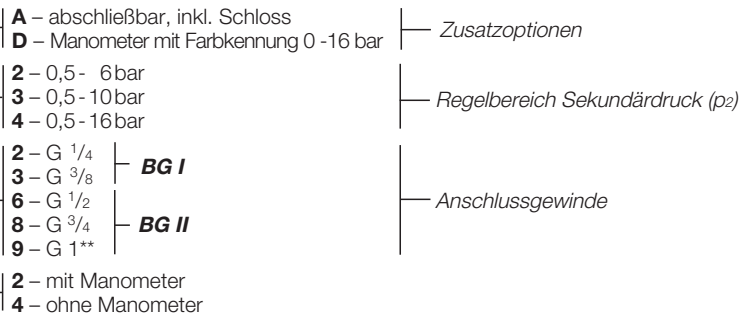 A – abschließbar, inkl. Schloss
D – Manometer mit Farbkennung 0 -16 bar
Zusatzoptionen
2 – 0,5 - 6 bar
3 – 0,5 - 10 bar
4 – 0,5 - 16 bar
Regelbereich Sekundärdruck (p2)
2 – G 1/4
3 – G 3/8
BG I
6 – G 1/2
8 – G 3/4
9 – G 1**
BG II
Anschlussgewinde
2 – mit Manometer
4 – ohne Manometer